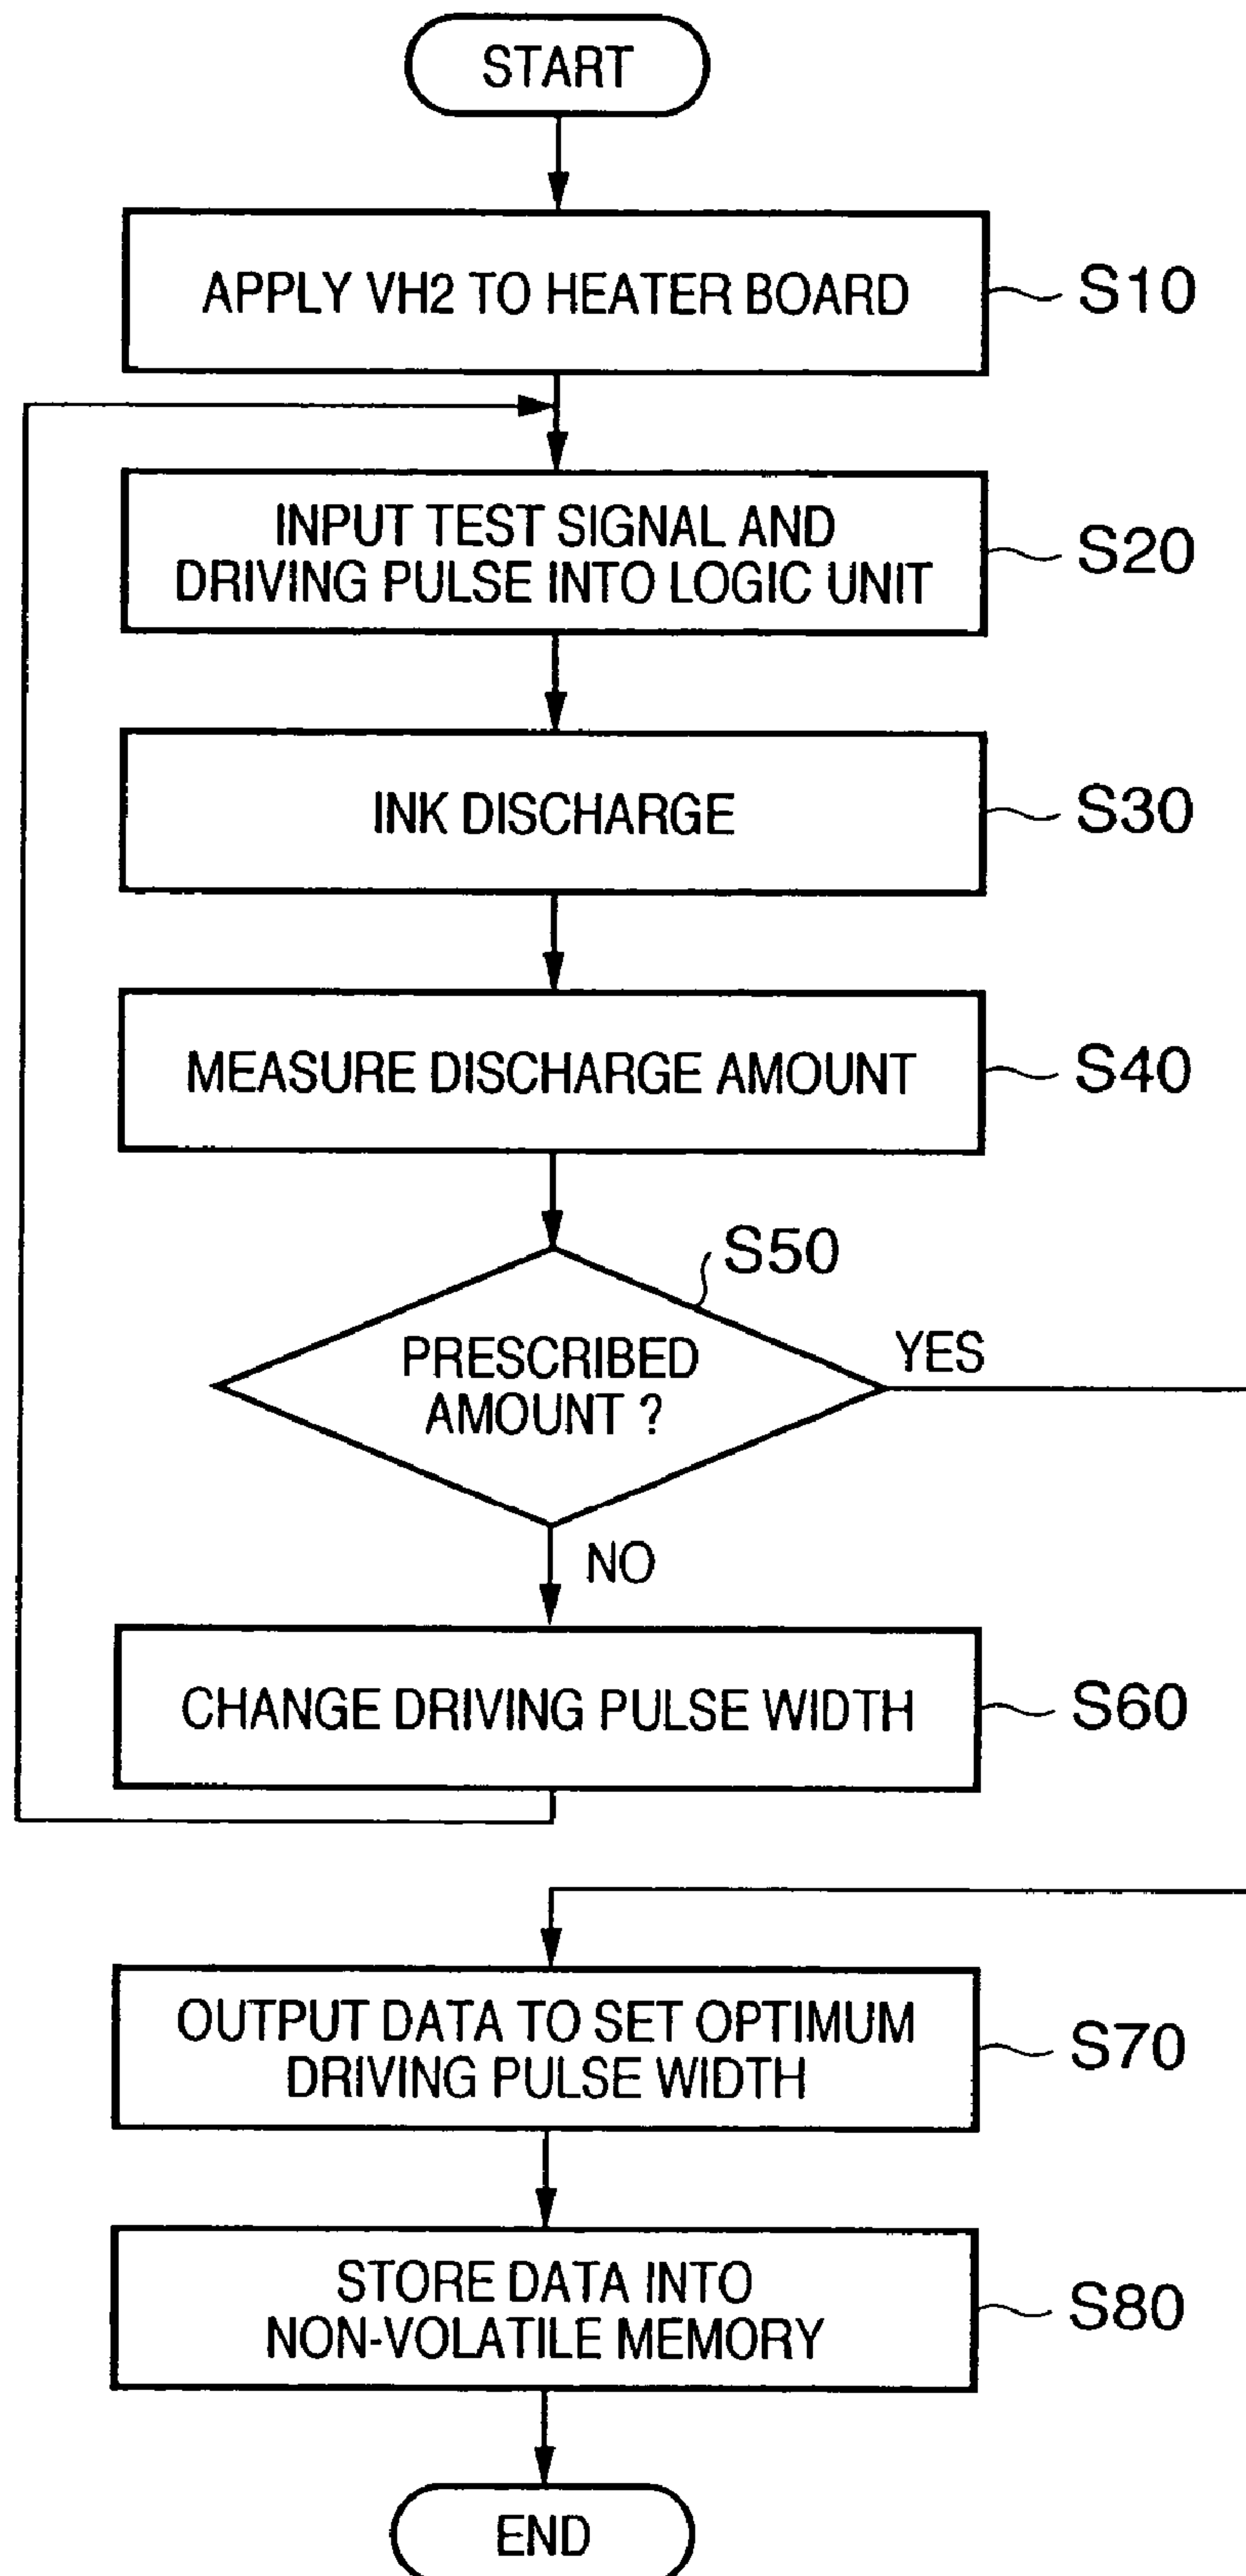 START
APPLY VH2 TO HEATER BOARD
S10
INPUT TEST SIGNAL AND
DRIVING PULSE INTO LOGIC UNIT
S20
INK DISCHARGE
S30
MEASURE DISCHARGE AMOUNT
S40
S50
PRESCRIBED
AMOUNT ?
YES
NO
CHANGE DRIVING PULSE WIDTH
S60
OUTPUT DATA TO SET OPTIMUM
DRIVING PULSE WIDTH
S70
STORE DATA INTO
NON-VOLATILE MEMORY
S80
END